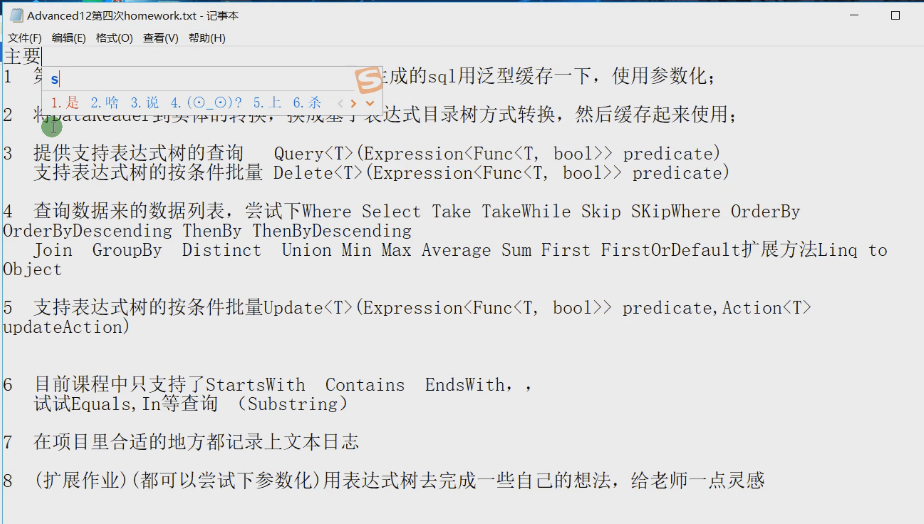 Advanced12第四次homework.txt - 记事本
文件(F) 编辑(E) 格式(O) 查看(V) 帮助(H)
主要
s
1.是 2.啥 3.说 4.(⊙_⊙)? 5.上 6.杀
1 生成的sql用泛型缓存一下，使用参数化；
2 将DataReader到实体的转换，换成基于表达式目录树方式转换，然后缓存起来使用；
3 提供支持表达式树的查询 Query<T>(Expression<Func<T, bool>> predicate)
支持表达式树的按条件批量 Delete<T>(Expression<Func<T, bool>> predicate)
4 查询数据来的数据列表，尝试下Where Select Take TakeWhile Skip SKipWhere OrderBy
OrderByDescending ThenBy ThenByDescending
Join GroupBy Distinct Union Min Max Average Sum First FirstOrDefault扩展方法Linq to
Object
5 支持表达式树的按条件批量Update<T>(Expression<Func<T, bool>> predicate,Action<T>
updateAction)
6 目前课程中只支持了StartsWith Contains EndsWith，，
试试Equals,In等查询 （Substring）
7 在项目里合适的地方都记录上文本日志
8 (扩展作业)(都可以尝试下参数化)用表达式树去完成一些自己的想法，给老师一点灵感